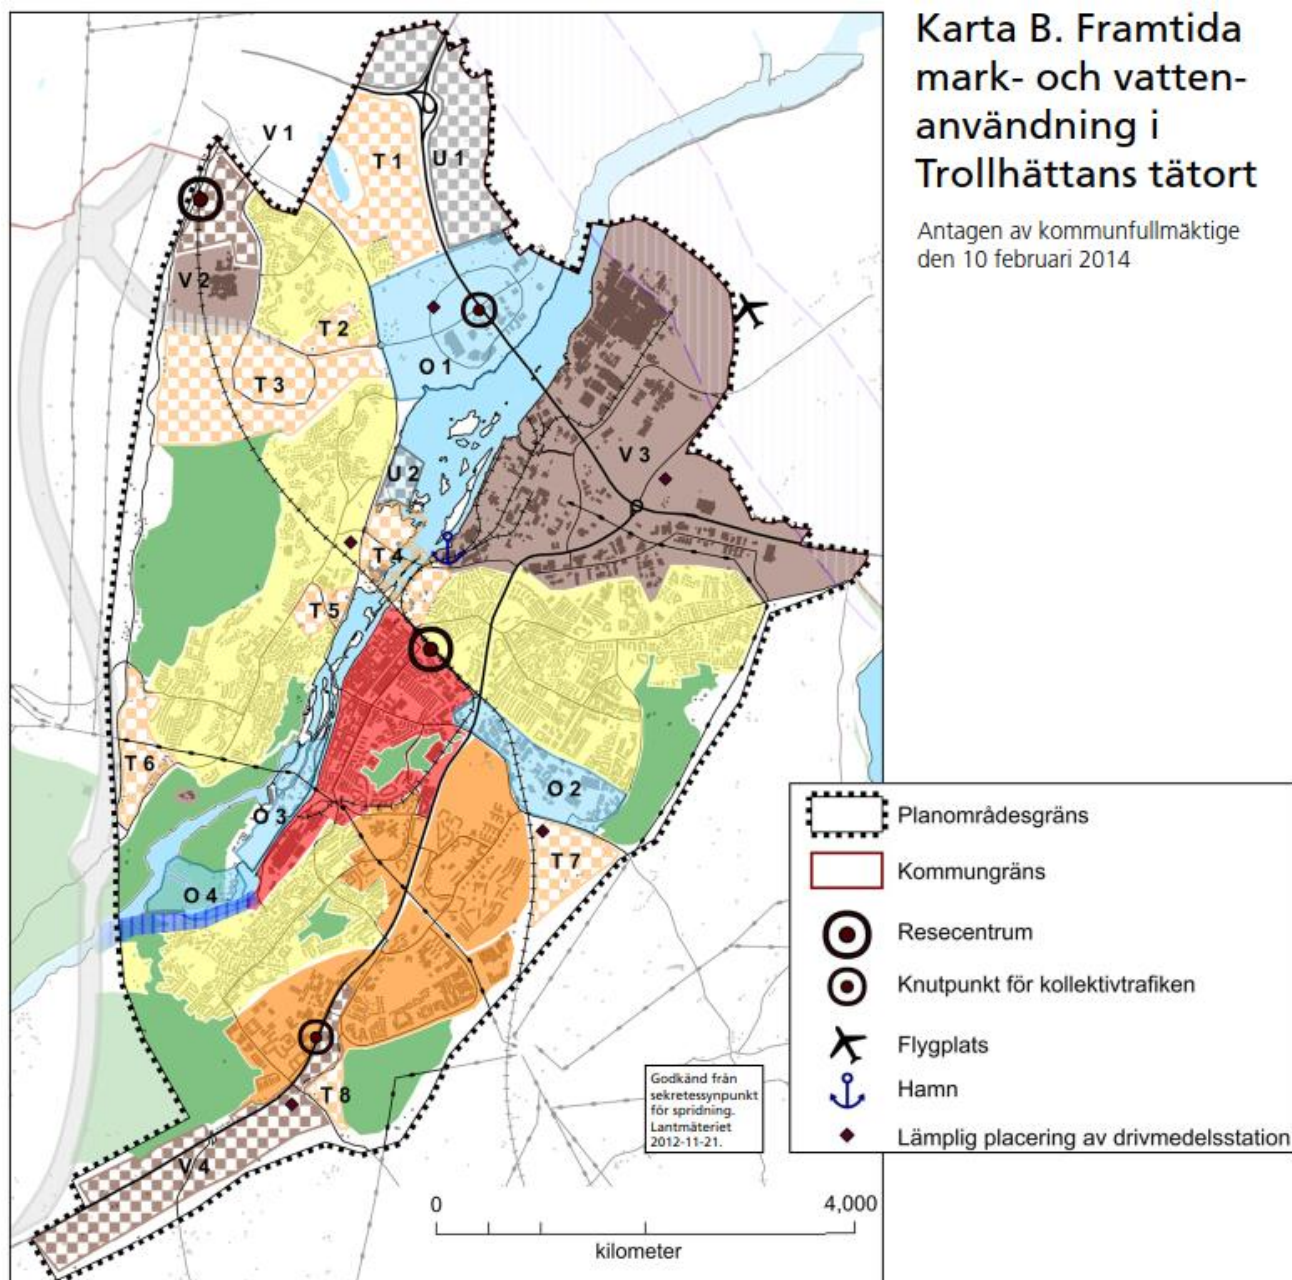 Karta B. Framtida
mark- och vatten-
användning i
Trollhättans tätort
Antagen av kommunfullmäktige
den 10 februari 2014
V 1
T 1
U 1
V 2
T 2
O 1
T 3
V 3
U 2
T 4
T 5
T 6
O 2
O 3
T 7
O 4
T 8
V 4
Planområdesgräns
Kommungräns
Resecentrum
Knutpunkt för kollektivtrafiken
Flygplats
Hamn
Lämplig placering av drivmedelsstation
Godkänd från
sekretessynpunkt
för spridning.
Lantmäteriet
2012-11-21.
0
4,000
kilometer